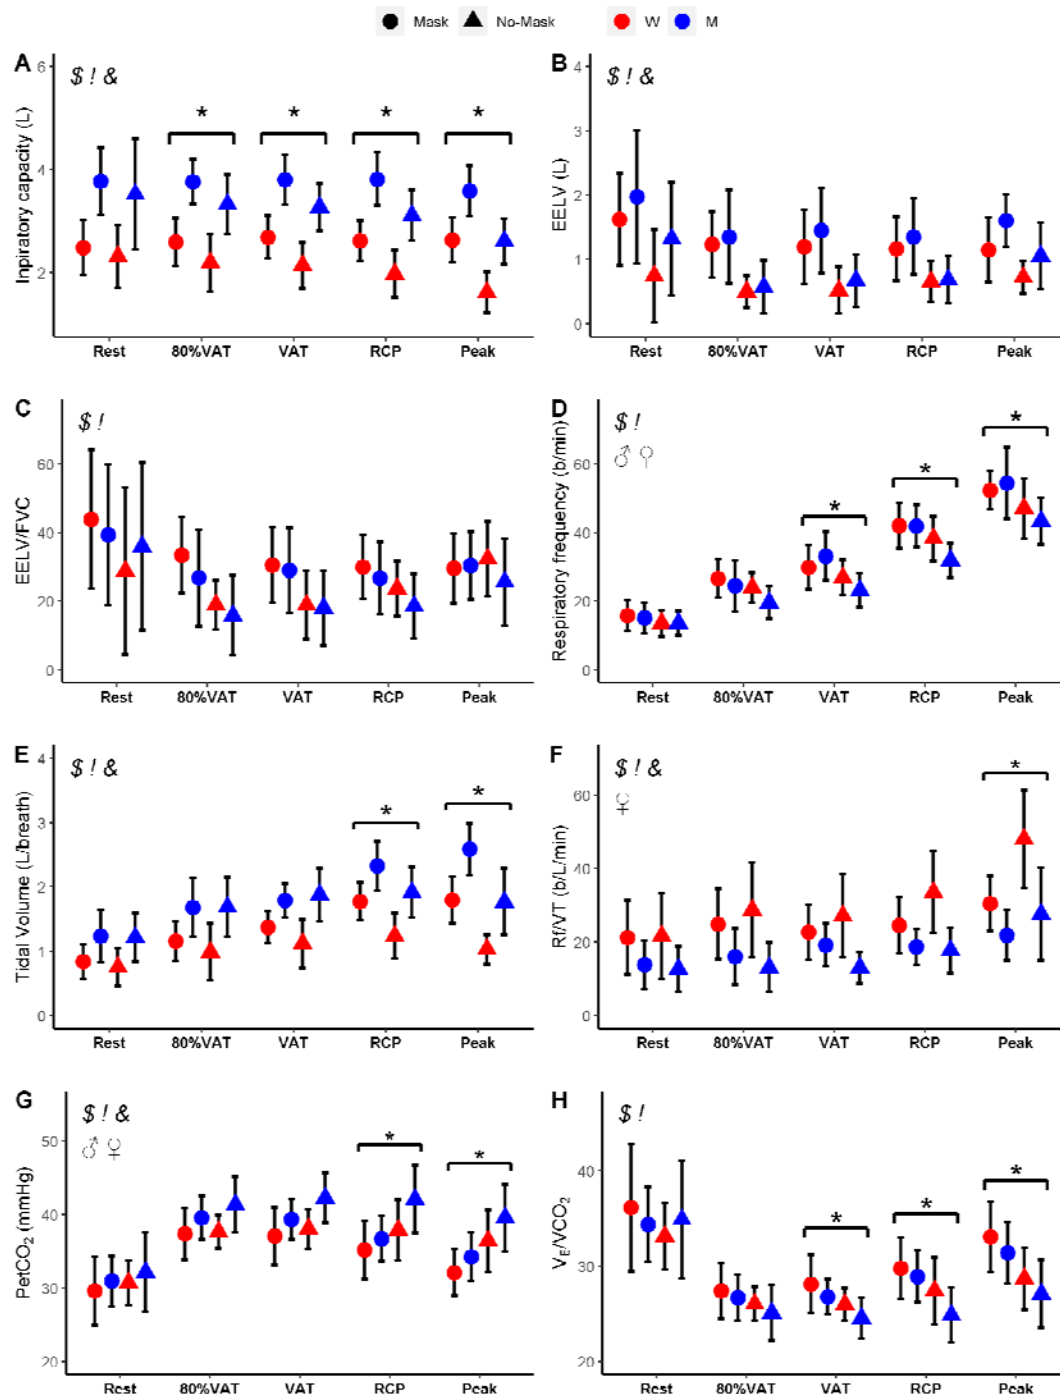 Mask No-Mask W M
A
$ ! &
Inpiratory capacity (L)
6
4
2
Rest 80%VAT VAT RCP Peak
* * * *
B
$ ! &
EELV (L)
4
3
2
1
0
Rest 80%VAT VAT RCP Peak
C
$ !
EELV/FVC
60
40
20
0
Rest 80%VAT VAT RCP Peak
D
$ !
♂ ♀
Respiratory frequency (b/min)
60
40
20
0
Rest 80%VAT VAT RCP Peak
* * *
E
$ ! &
Tidal Volume (L/breath)
4
3
2
1
0
Rest 80%VAT VAT RCP Peak
* *
F
$ ! &
♀
Rf/VT (b/L/min)
60
40
20
0
Rest 80%VAT VAT RCP Peak
*
G
$ ! &
♂ ♀
PetCO₂ (mmHg)
50
40
30
20
Rest 80%VAT VAT RCP Peak
* *
H
$ !
V_E/VCO₂
40
30
20
Rest 80%VAT VAT RCP Peak
* * *